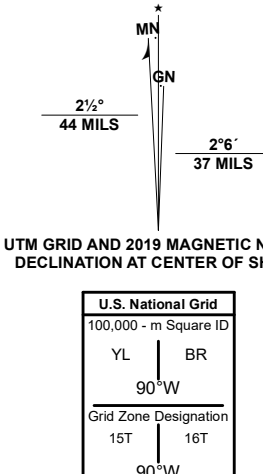 ★
MN
GN
2½°
44 MILS
2°6´
37 MILS
UTM GRID AND 2019 MAGNETIC N
DECLINATION AT CENTER OF SH
U.S. National Grid
100,000 - m Square ID
YL BR
90°W
Grid Zone Designation
15T 16T
90°W